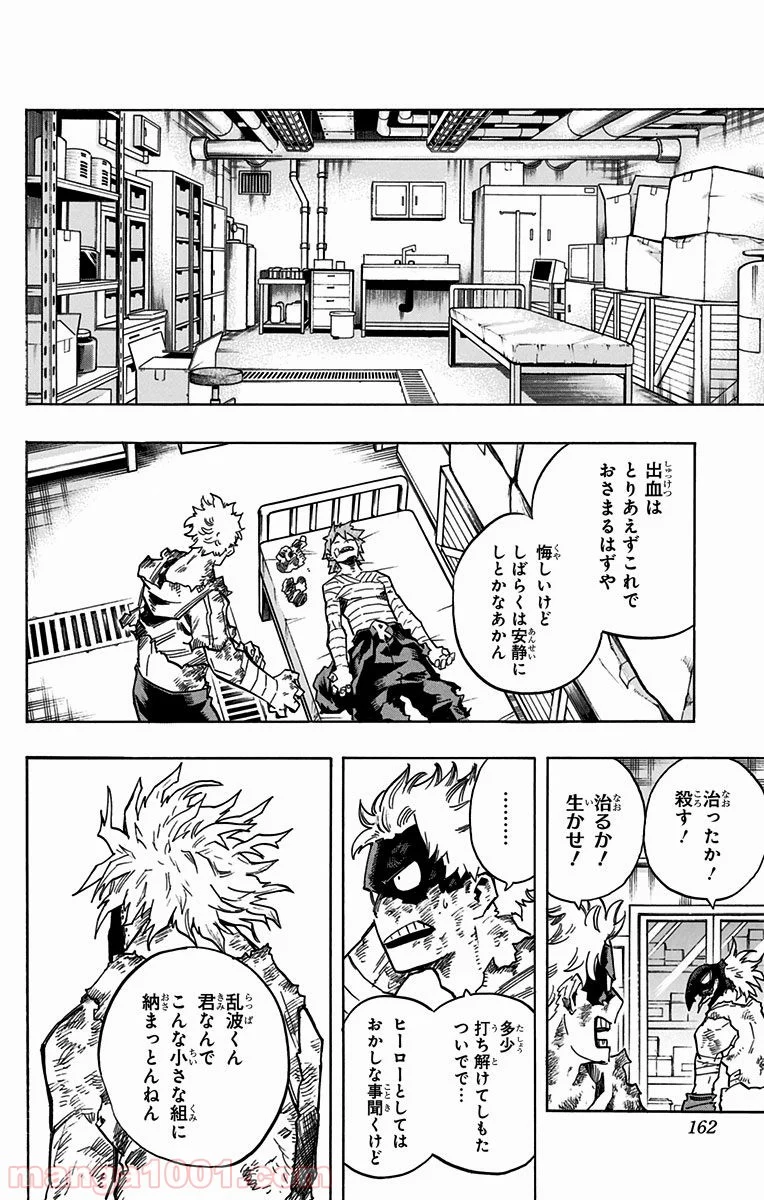 出血は
とりあえずこれで
おさまるはずや
悔しいけど
しばらくは安静に
しとかなあかん
治ったか!
殺す!
治るか!
生かせ!
………
多少
打ち解けてしもた
ついでで…
ヒーローとしては
おかしな事聞くけど
乱波くん
君なんで
こんな小さな組に
納まっとんねん
162
manga1001.com